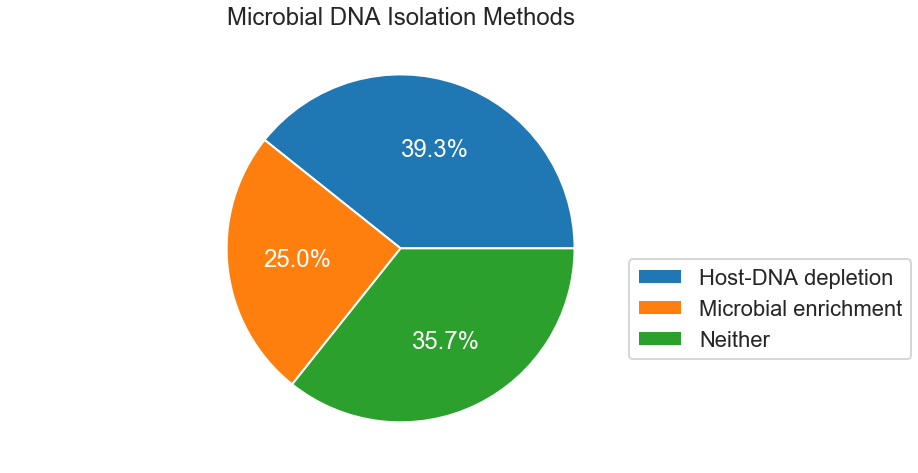 Microbial DNA Isolation Methods
39.3%
25.0%
35.7%
Host-DNA depletion
Microbial enrichment
Neither